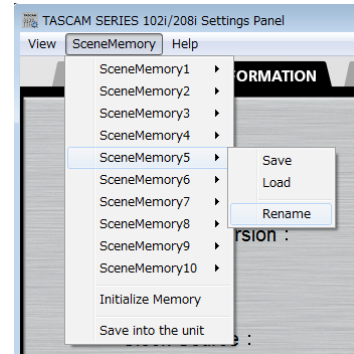 TASCAM SERIES 102i/208i Settings Panel
View SceneMemory Help
ORMATION
SceneMemory1
SceneMemory2
SceneMemory3
SceneMemory4
SceneMemory5
SceneMemory6
SceneMemory7
SceneMemory8
SceneMemory9
SceneMemory10
Initialize Memory
Save into the unit
Save
Load
Rename
rsion :